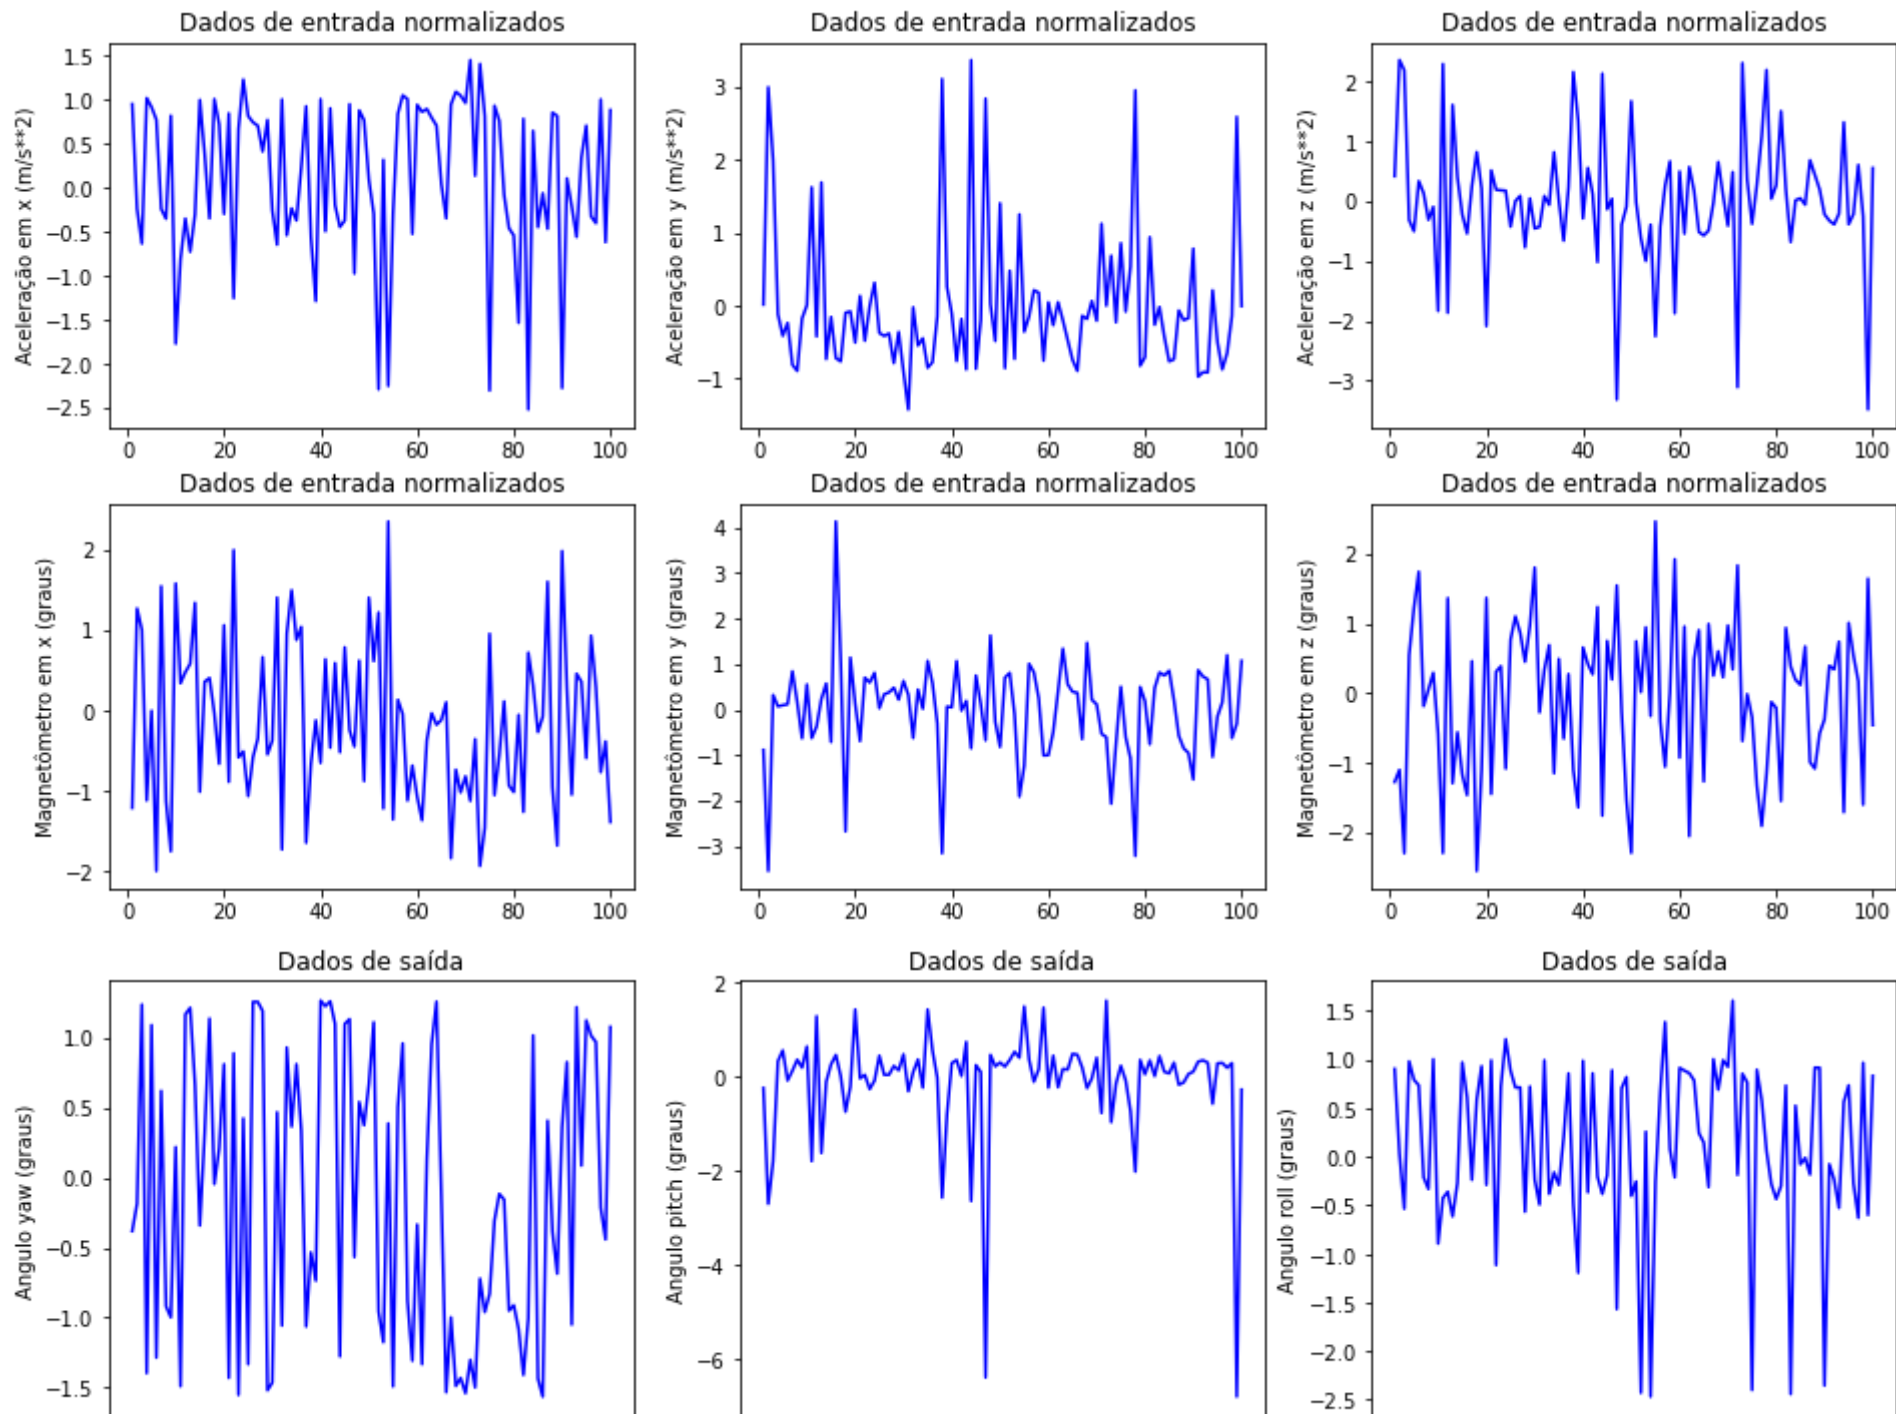 Dados de entrada normalizados
Aceleração em x (m/s**2)
1.5
1.0
0.5
0.0
−0.5
−1.0
−1.5
−2.0
−2.5
0 20 40 60 80 100
Dados de entrada normalizados
Aceleração em y (m/s**2)
3
2
1
0
−1
0 20 40 60 80 100
Dados de entrada normalizados
Aceleração em z (m/s**2)
2
1
0
−1
−2
−3
0 20 40 60 80 100
Dados de entrada normalizados
Magnetômetro em x (graus)
2
1
0
−1
−2
0 20 40 60 80 100
Dados de entrada normalizados
Magnetômetro em y (graus)
4
3
2
1
0
−1
−2
−3
0 20 40 60 80 100
Dados de entrada normalizados
Magnetômetro em z (graus)
2
1
0
−1
−2
0 20 40 60 80 100
Dados de saída
Angulo yaw (graus)
1.0
0.5
0.0
−0.5
−1.0
−1.5
Dados de saída
Angulo pitch (graus)
2
0
−2
−4
−6
Dados de saída
Angulo roll (graus)
1.5
1.0
0.5
0.0
−0.5
−1.0
−1.5
−2.0
−2.5